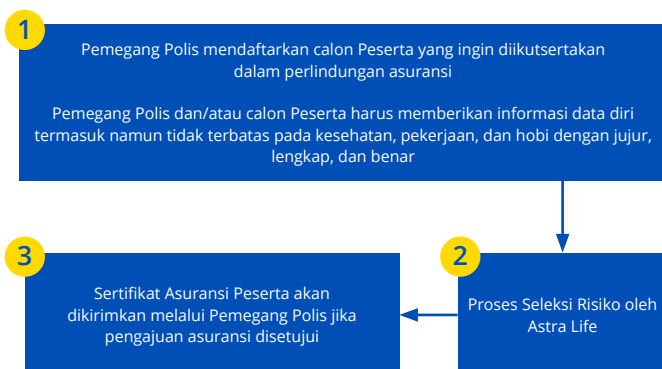 1
Pemegang Polis mendaftarkan calon Peserta yang ingin diikutsertakan
dalam perlindungan asuransi
Pemegang Polis dan/atau calon Peserta harus memberikan informasi data diri
termasuk namun tidak terbatas pada kesehatan, pekerjaan, dan hobi dengan jujur,
lengkap, dan benar
2
Proses Seleksi Risiko oleh
Astra Life
3
Sertifikat Asuransi Peserta akan
dikirimkan melalui Pemegang Polis jika
pengajuan asuransi disetujui